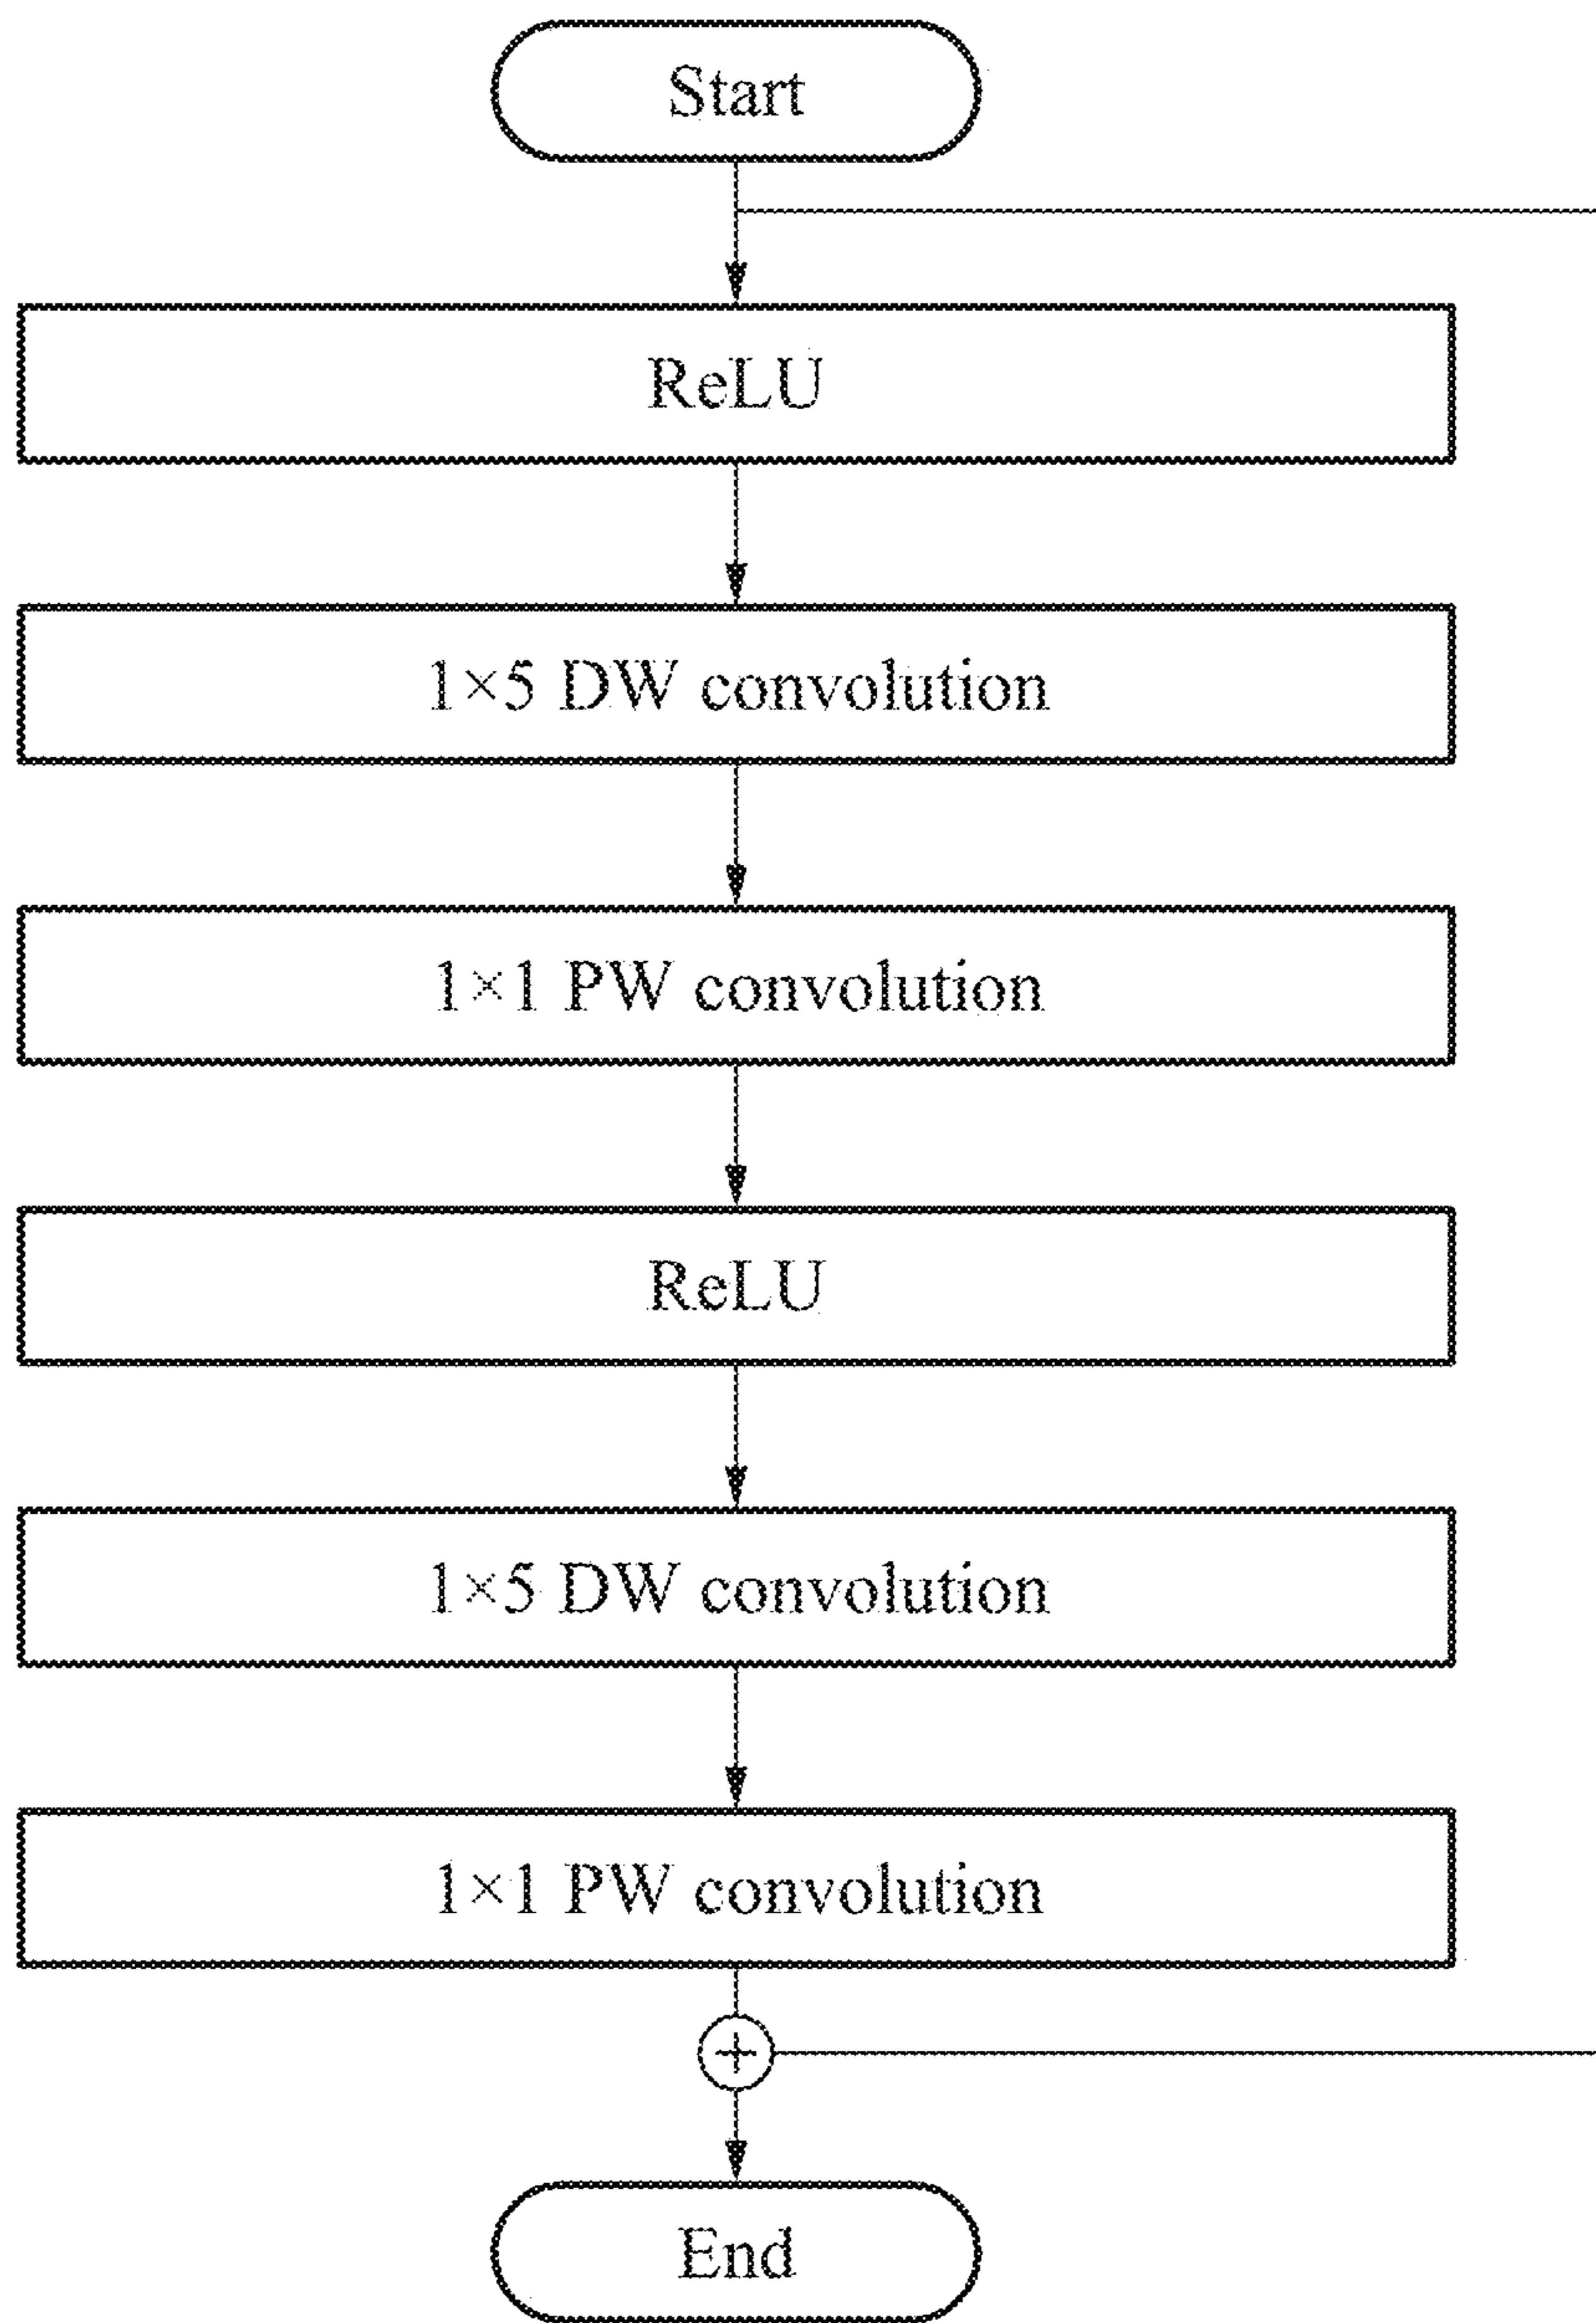 Start
ReLU
1×5 DW convolution
1×1 PW convolution
ReLU
1×5 DW convolution
1×1 PW convolution
+
End